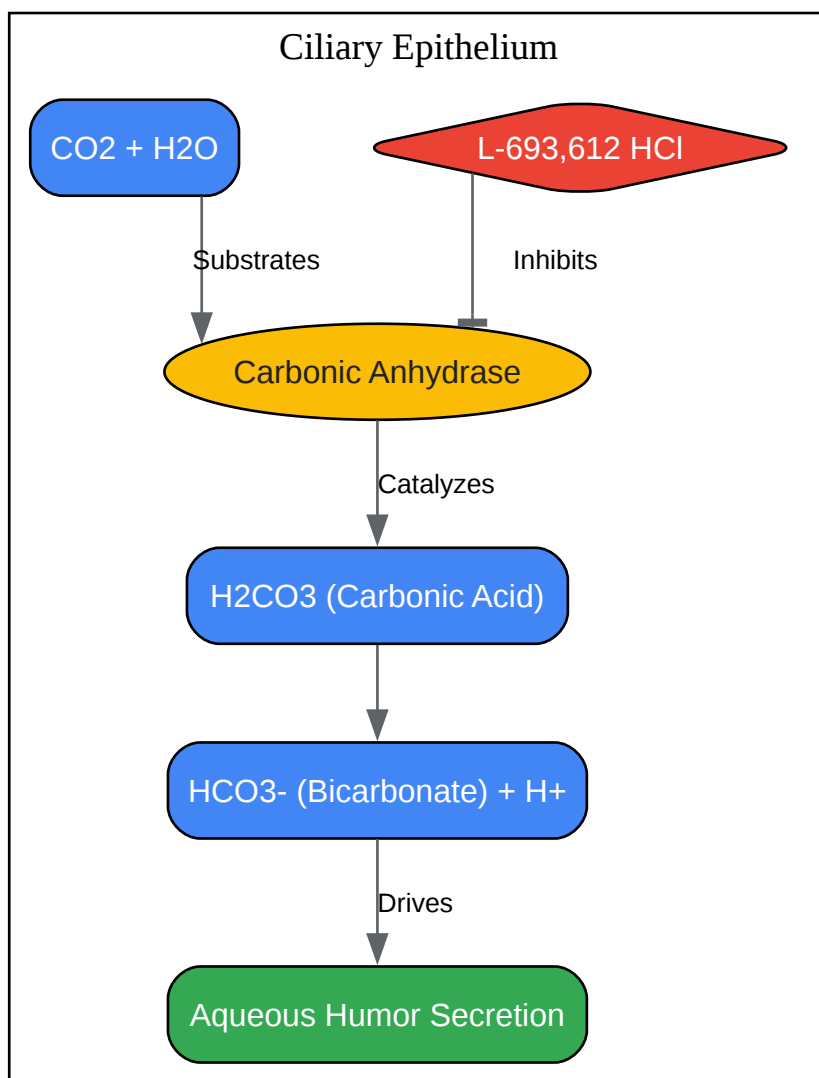 Ciliary Epithelium
CO2 + H2O
L-693,612 HCl
Substrates
Inhibits
Carbonic Anhydrase
Catalyzes
H2CO3 (Carbonic Acid)
HCO3- (Bicarbonate) + H+
Drives
Aqueous Humor Secretion